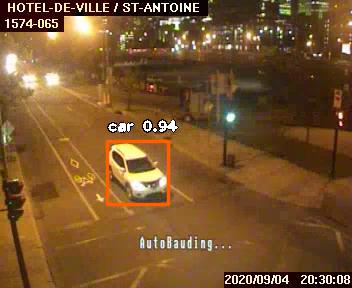 HOTEL-DE-VILLE / ST-ANTOINE
1574-065
car 0.94
AutoBauding...
2020/09/04 20:30:08